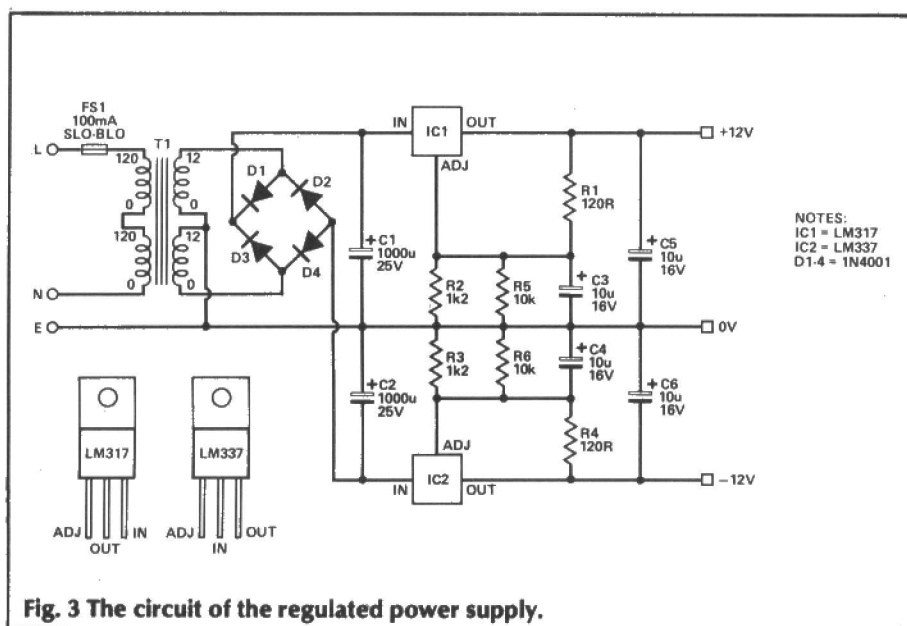 FS1
100mA
SLO-BLO
T1
L
120
12
0
0
120
12
0
0
N
E
D1
D2
D3
D4
IN
IC1
OUT
ADJ
+12V
R1
120R
+ C1
1000u
25V
R2
1k2
R5
10k
+ C3
10u
16V
+ C5
10u
16V
0V
+ C2
1000u
25V
R3
1k2
R6
10k
+ C4
10u
16V
+ C6
10u
16V
R4
120R
ADJ
IN
IC2
OUT
–12V
NOTES:
IC1 = LM317
IC2 = LM337
D1-4 = 1N4001
LM317
ADJ
OUT
IN
LM337
ADJ
IN
OUT
Fig. 3 The circuit of the regulated power supply.